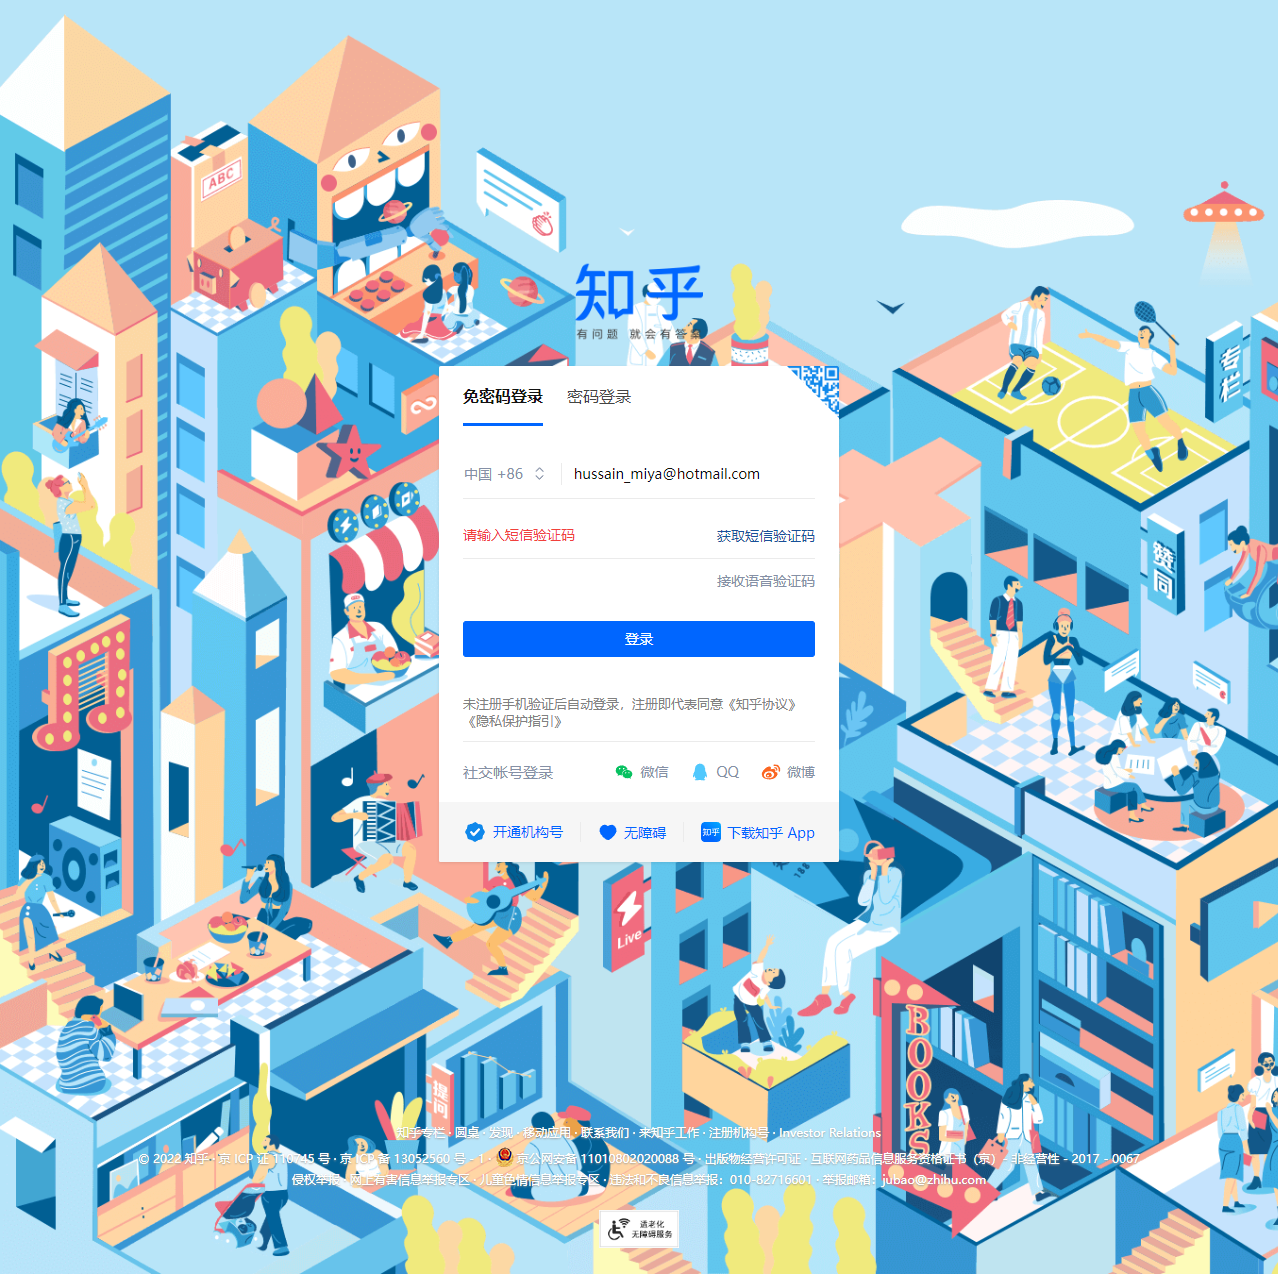 ABC
知乎
有问题 就会有答案
专栏
免密码登录 密码登录
中国 +86 hussain_miya@hotmail.com
请输入短信验证码 获取短信验证码
接收语音验证码
赞同
登录
未注册手机验证后自动登录，注册即代表同意《知乎协议》
《隐私保护指引》
社交帐号登录 微信 QQ 微博
开通机构号 无障碍 知乎 下载知乎 App
Live
BOOKS
提问
知乎专栏 · 圆桌 · 发现 · 移动应用 · 联系我们 · 来知乎工作 · 注册机构号 · Investor Relations
© 2022 知乎 · 京 ICP 证 110745 号 · 京 ICP 备 13052560 号 - 1 · 京公网安备 11010802020088 号 · 出版物经营许可证 · 互联网药品信息服务资格证书（京）- 非经营性 - 2017 - 0067
侵权举报 · 网上有害信息举报专区 · 儿童色情信息举报专区 · 违法和不良信息举报：010-82716601 · 举报邮箱：jubao@zhihu.com
适老化
无障碍服务